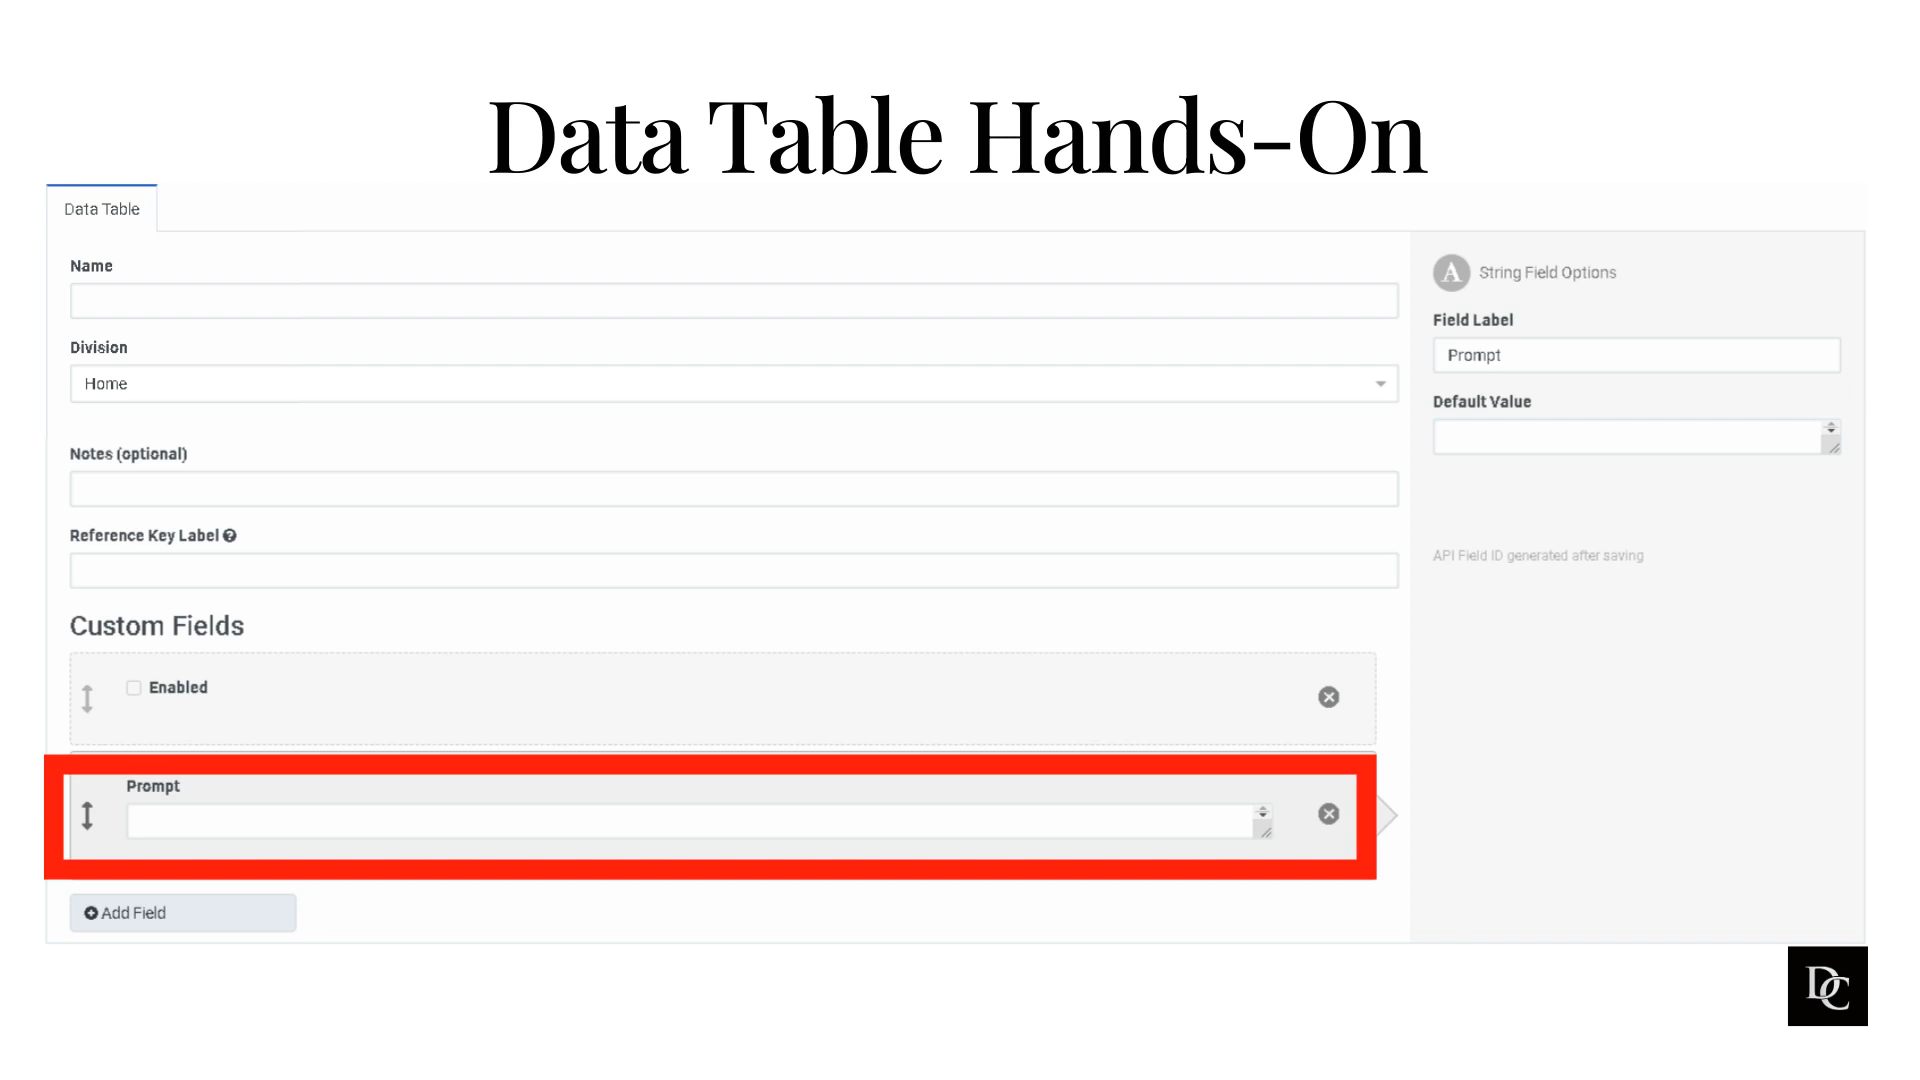 Data Table Hands-On
Data Table
Name
Division
Home
Notes (optional)
Reference Key Label
Custom Fields
Enabled
Prompt
Add Field
A String Field Options
Field Label
Prompt
Default Value
API Field ID generated after saving
DC